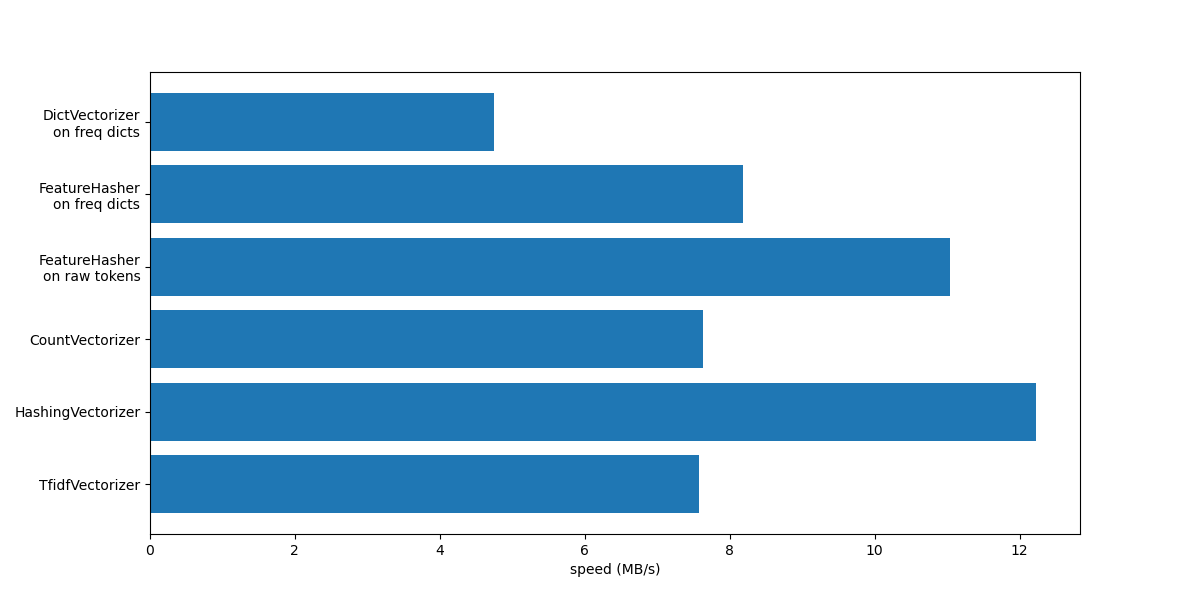 DictVectorizer
on freq dicts
FeatureHasher
on freq dicts
FeatureHasher
on raw tokens
CountVectorizer
HashingVectorizer
TfidfVectorizer
0 2 4 6 8 10 12
speed (MB/s)